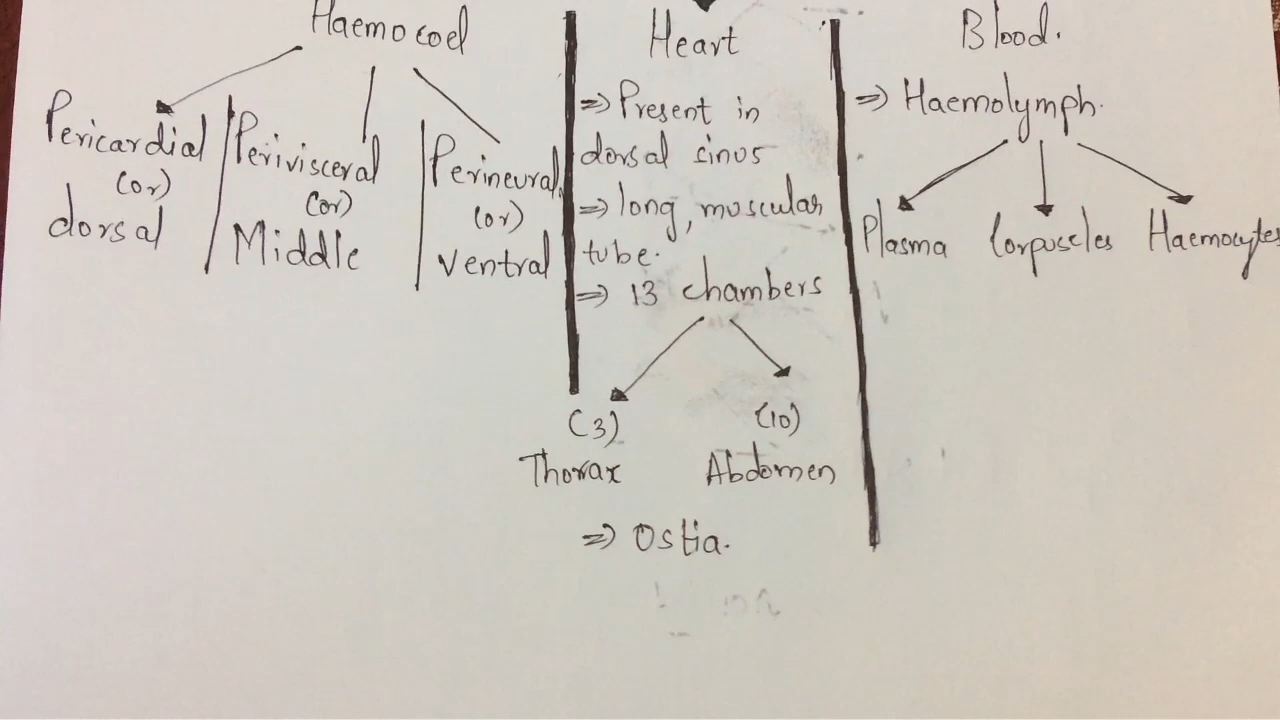 Haemocoel
Pericardial
(or)
dorsal
Perivisceral
(or)
Middle
Perineural
(or)
ventral
Heart
=> Present in
dorsal sinus
=> long, muscular
tube.
=> 13 chambers
(3)
Thorax
(10)
Abdomen
=> Ostia.
Blood.
=> Haemolymph.
Plasma
Corpuscles
Haemocytes